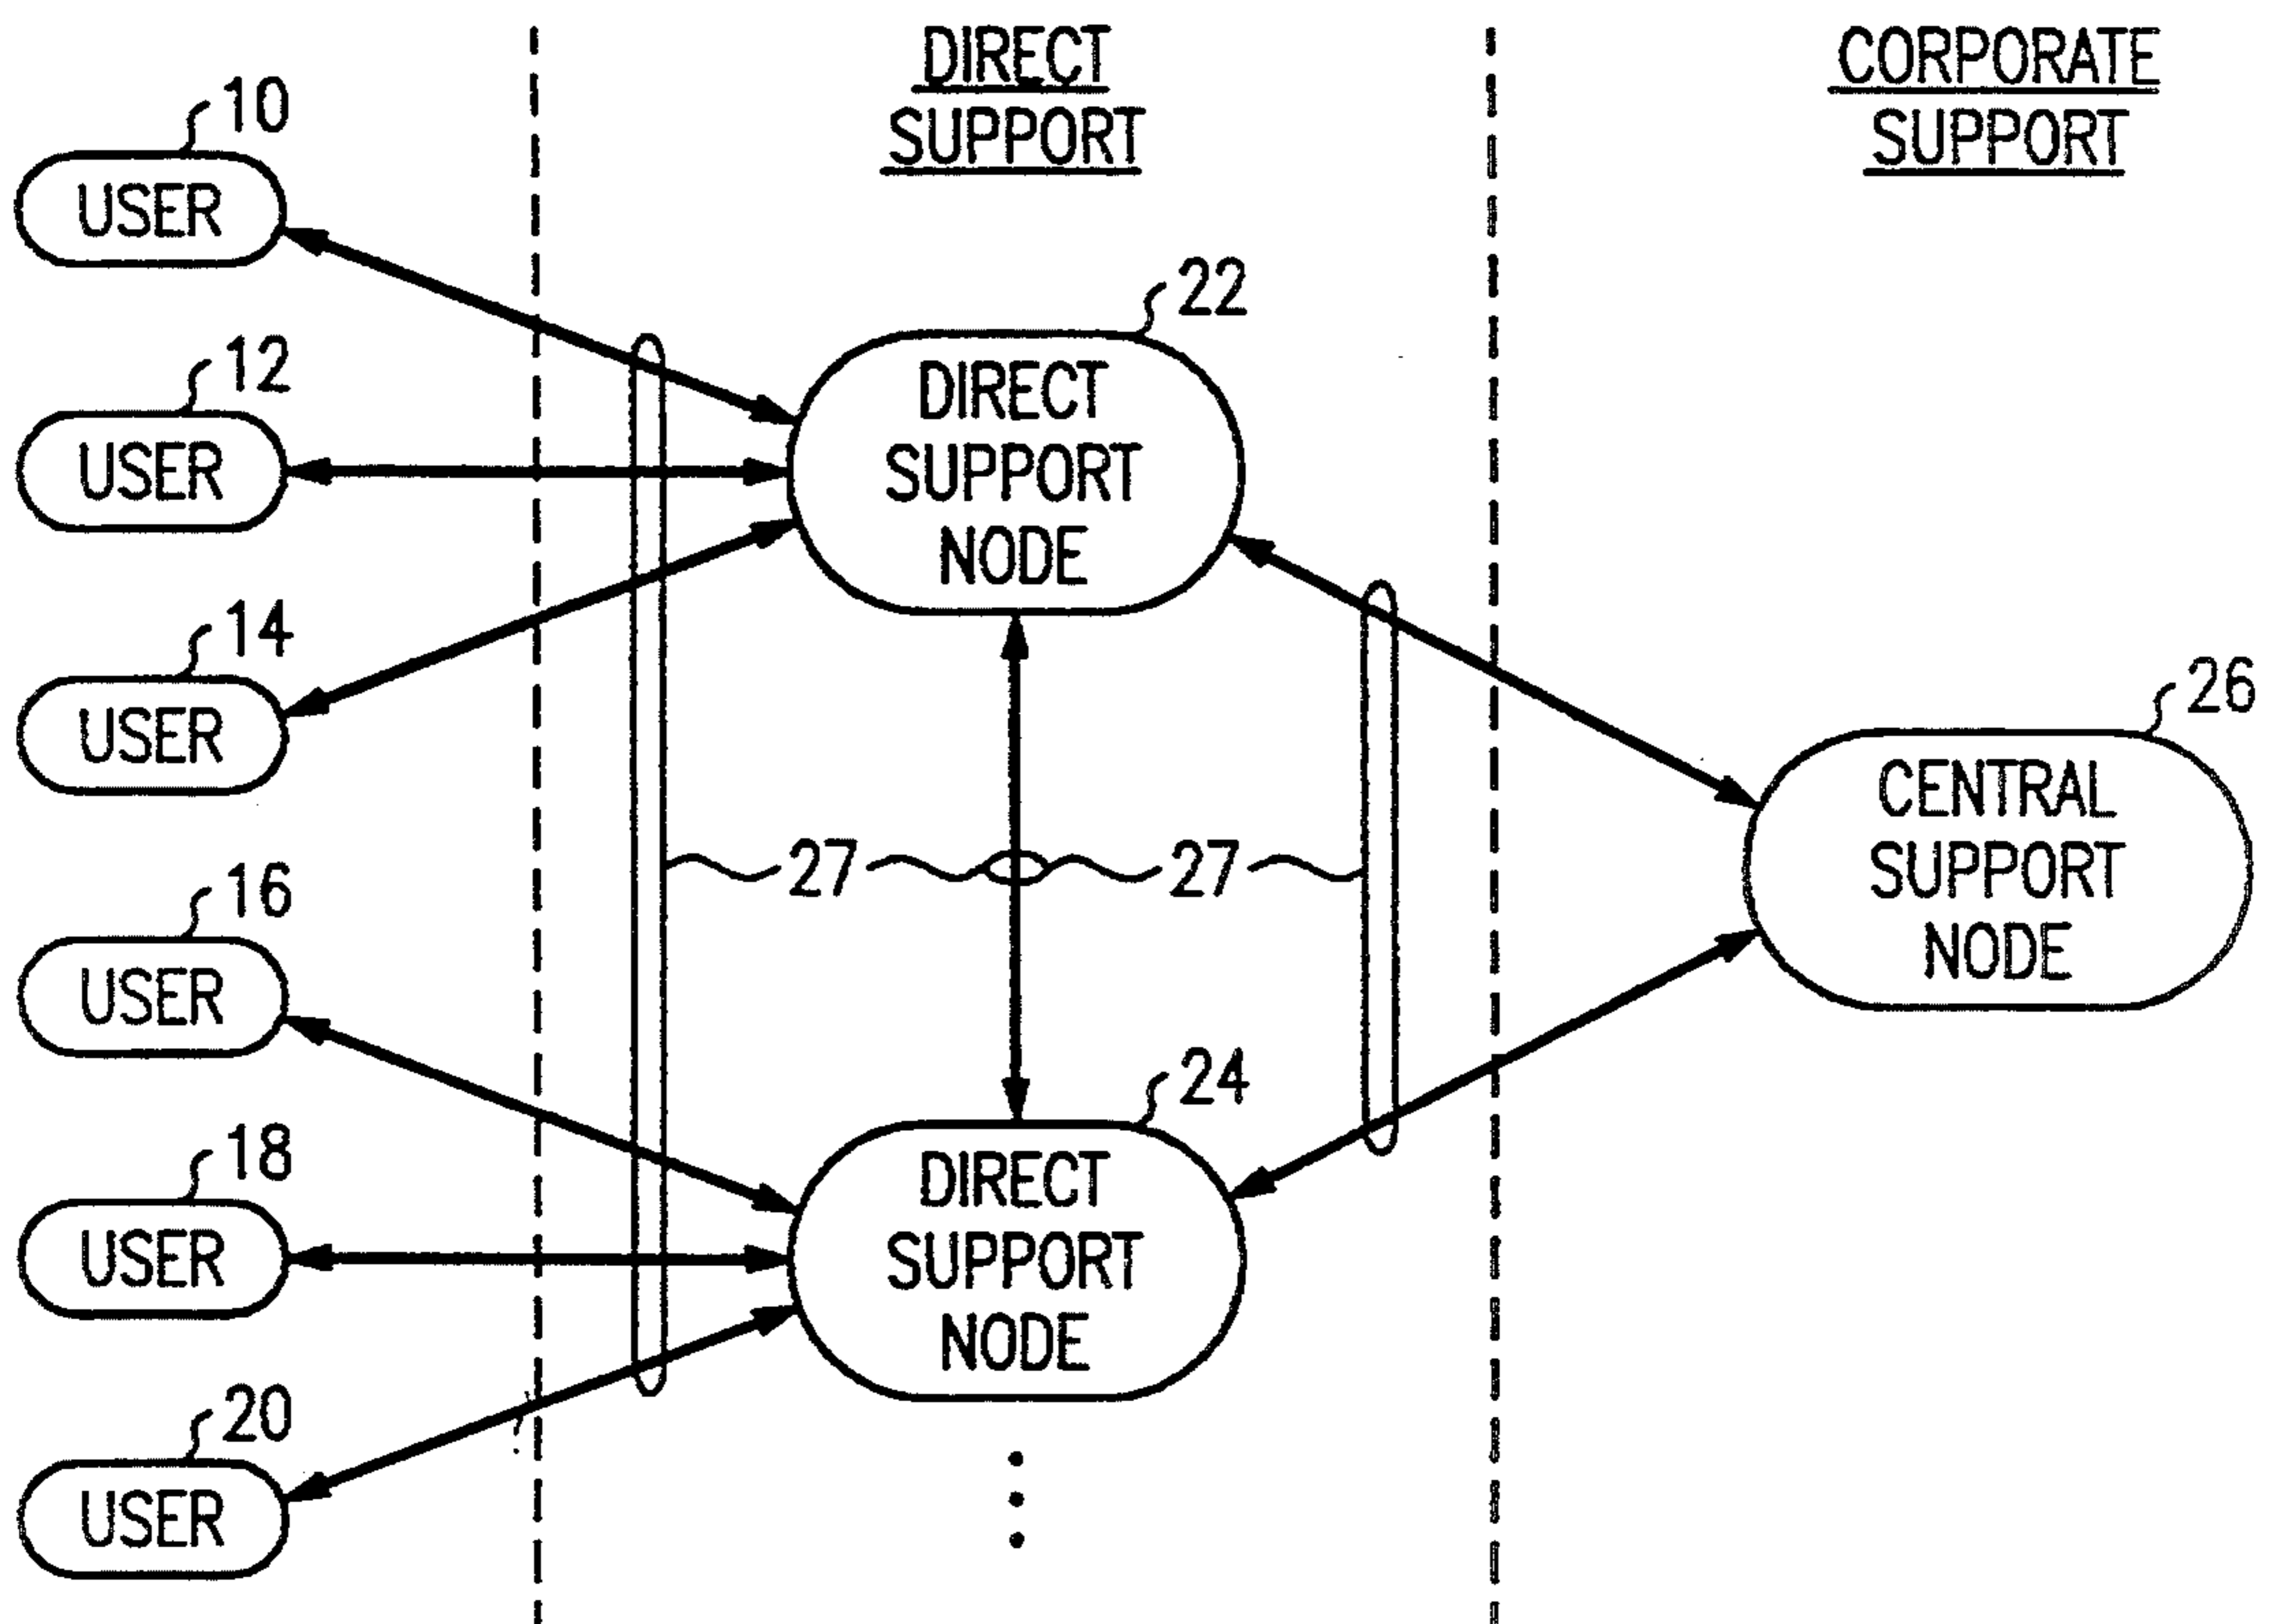 DIRECT
SUPPORT
CORPORATE
SUPPORT
10
USER
12
USER
14
USER
16
USER
18
USER
20
USER
22
DIRECT
SUPPORT
NODE
27
27
24
DIRECT
SUPPORT
NODE
26
CENTRAL
SUPPORT
NODE